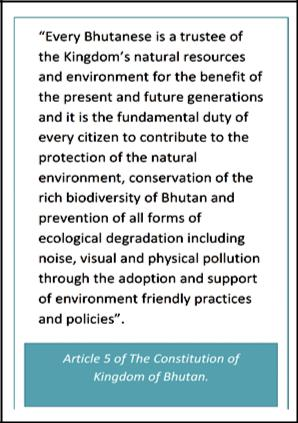 “Every Bhutanese is a trustee of
the Kingdom’s natural resources
and environment for the benefit of
the present and future generations
and it is the fundamental duty of
every citizen to contribute to the
protection of the natural
environment, conservation of the
rich biodiversity of Bhutan and
prevention of all forms of
ecological degradation including
noise, visual and physical pollution
through the adoption and support
of environment friendly practices
and policies”.
Article 5 of The Constitution of
Kingdom of Bhutan.